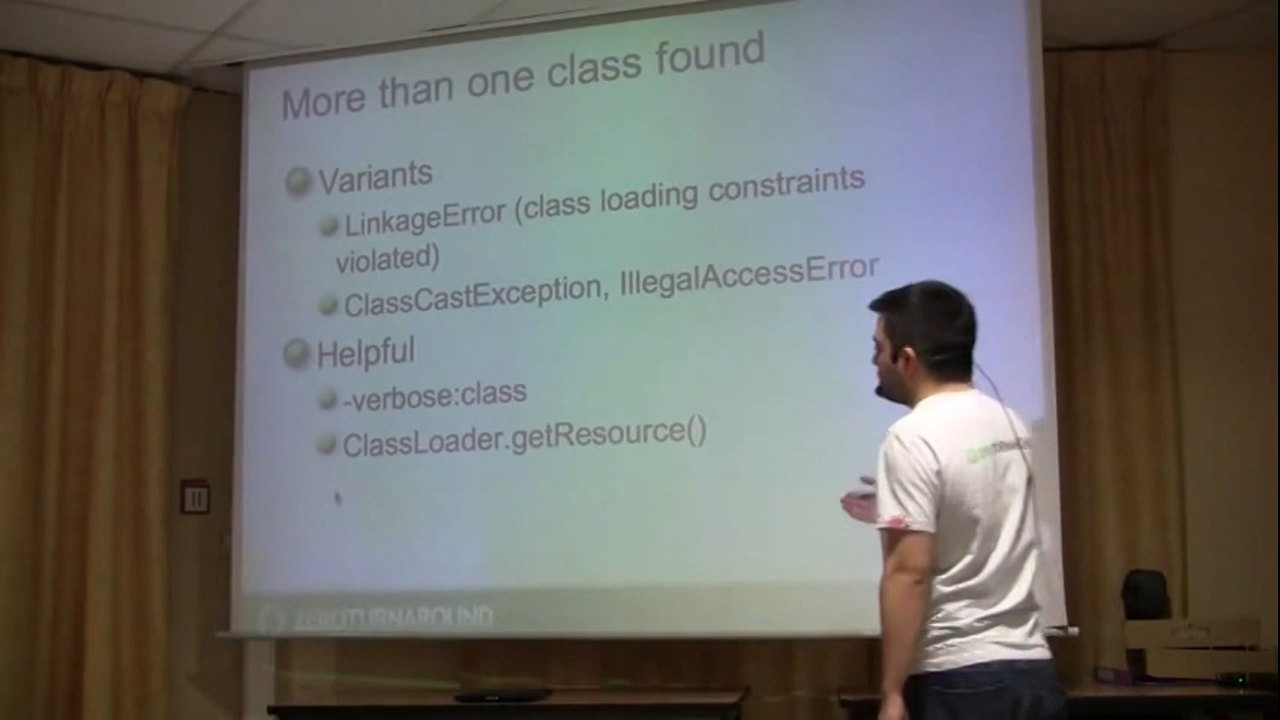 More than one class found
Variants
LinkageError (class loading constraints
violated)
ClassCastException, IllegalAccessError
Helpful
-verbose:class
ClassLoader.getResource()
ZEROTURNAROUND